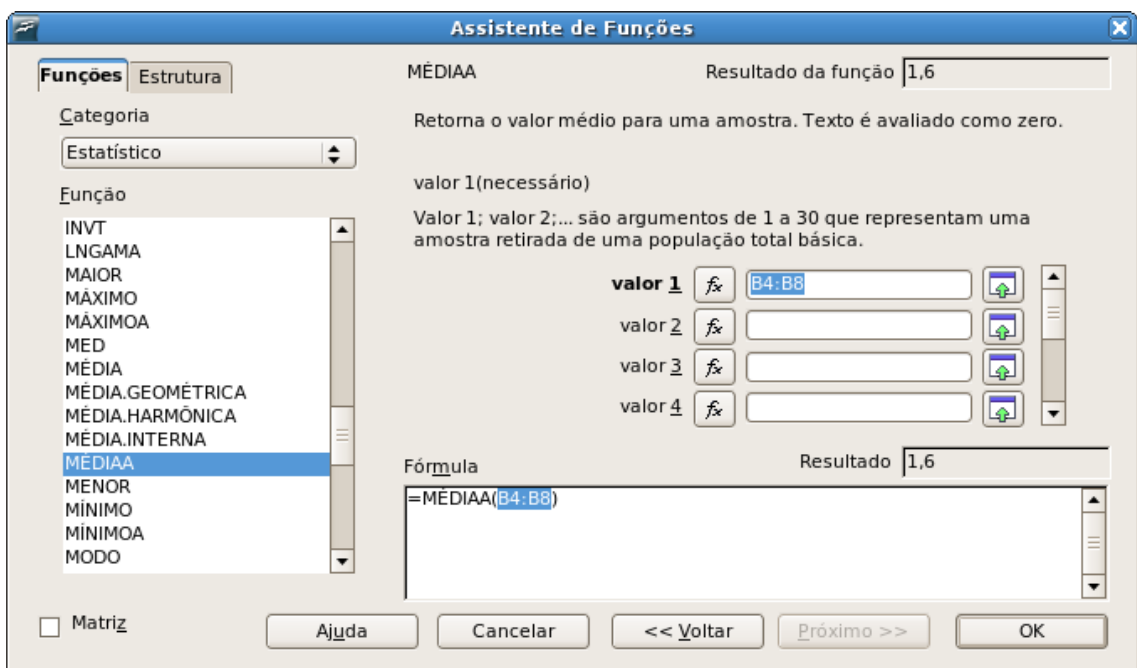 Assistente de Funções
Funções
Estrutura
MÉDIAA
Resultado da função
1,6
Categoria
Retorna o valor médio para uma amostra. Texto é avaliado como zero.
Estatístico
Função
valor 1(necessário)
Valor 1; valor 2;... são argumentos de 1 a 30 que representam uma
amostra retirada de uma população total básica.
INVT
LNGAMA
MAIOR
MÁXIMO
MÁXIMOA
MED
MÉDIA
MÉDIA.GEOMÉTRICA
MÉDIA.HARMÔNICA
MÉDIA.INTERNA
MÉDIAA
MENOR
MÍNIMO
MÍNIMOA
MODO
valor 1 fx B4:B8
valor 2 fx
valor 3 fx
valor 4 fx
Fórmula
Resultado 1,6
=MÉDIAA(B4:B8)
Matriz
Ajuda
Cancelar
<< Voltar
Próximo >>
OK